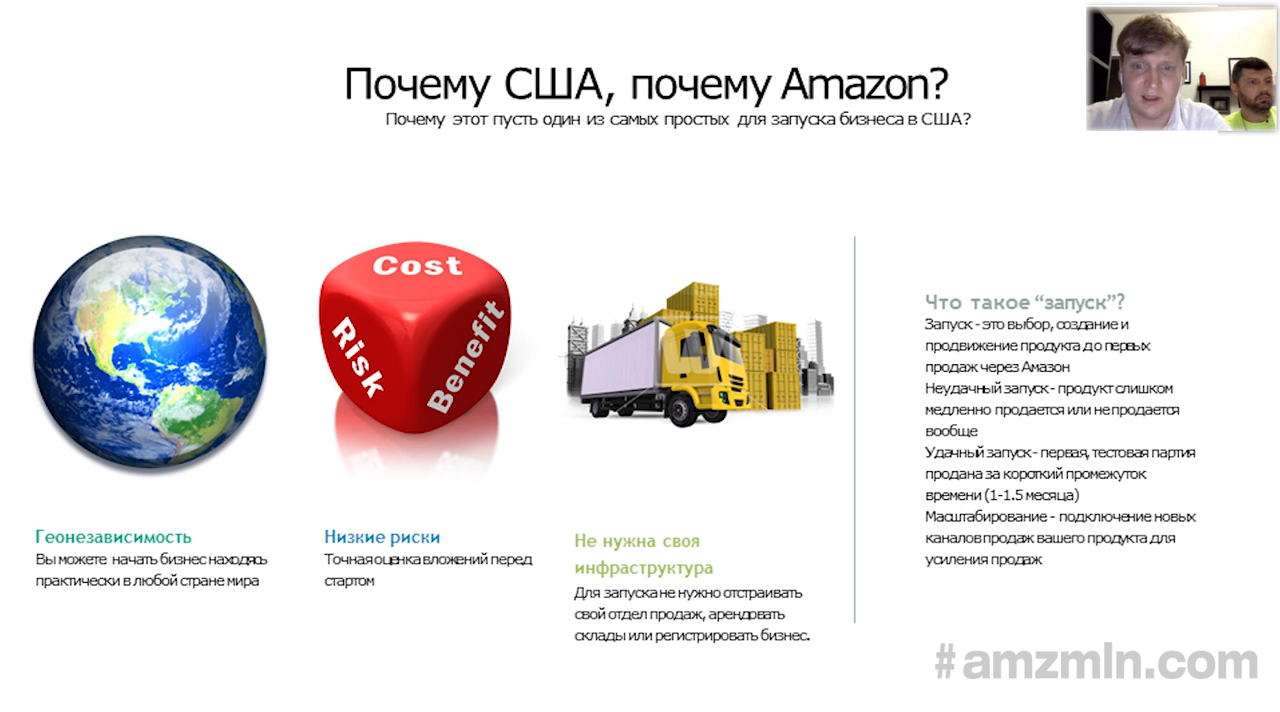 Почему США, почему Amazon?
Почему этот пусть один из самых простых для запуска бизнеса в США?
Cost
Risk
Benefit
Геонезависимость
Вы можете начать бизнес находясь
практически в любой стране мира
Низкие риски
Точная оценка вложений перед
стартом
Не нужна своя
инфраструктура
Для запуска не нужно отстраивать
свой отдел продаж, арендовать
склады или регистрировать бизнес.
Что такое “запуск”?
Запуск - это выбор, создание и
продвижение продукта до первых
продаж через Амазон
Неудачный запуск - продукт слишком
медленно продается или не продается
вообще
Удачный запуск - первая, тестовая партия
продана за короткий промежуток
времени (1-1.5 месяца)
Масштабирование - подключение новых
каналов продаж вашего продукта для
усиления продаж
# amzmln.com